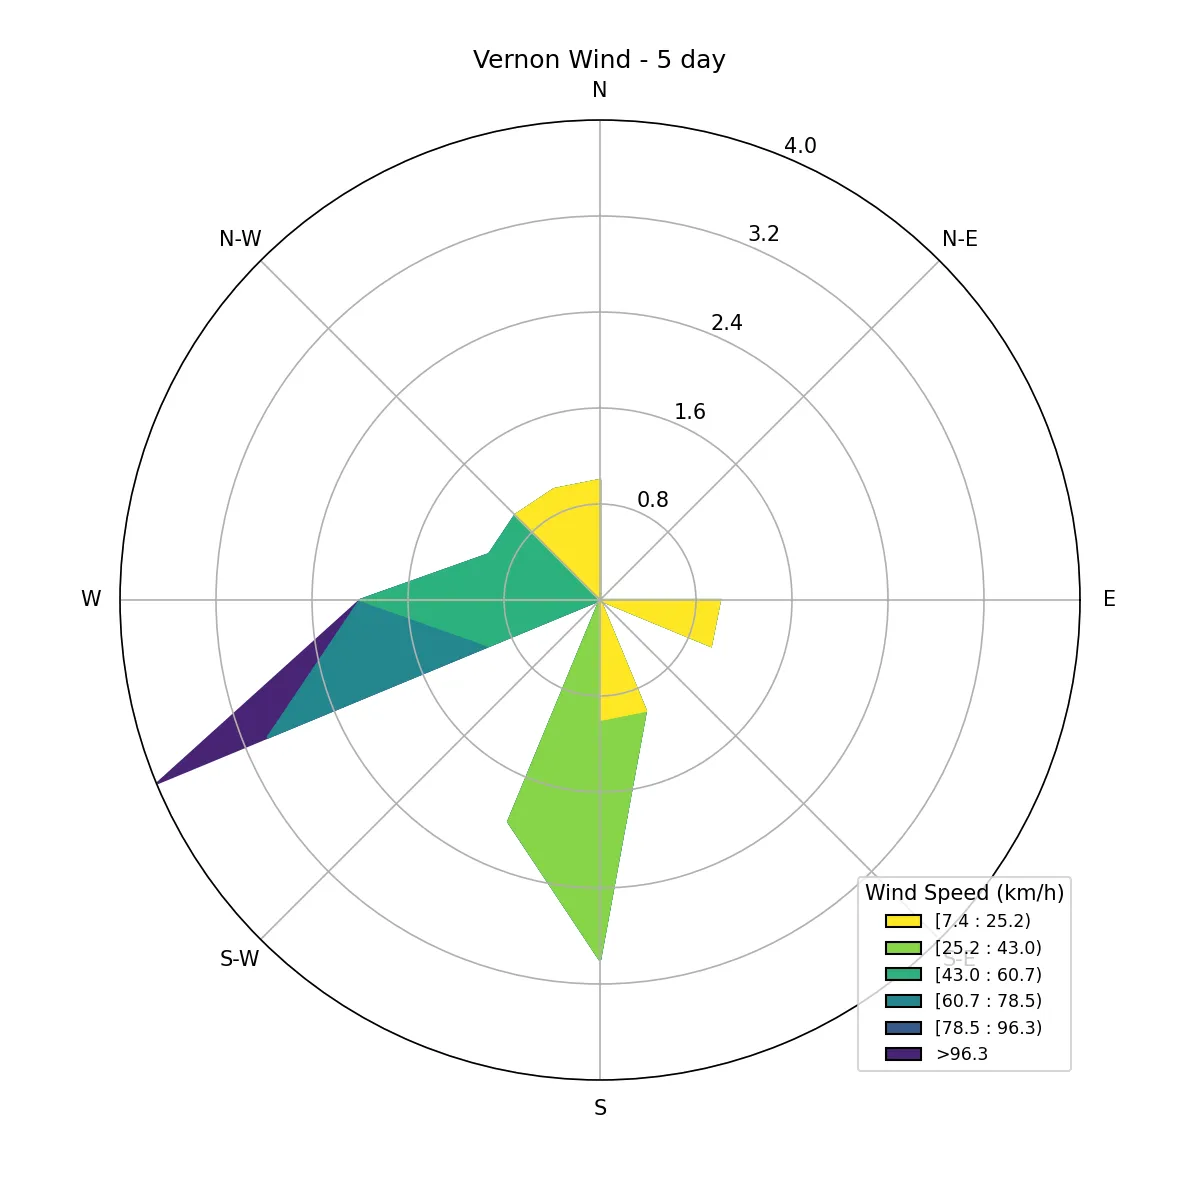 Vernon Wind - 5 day
N
4.0
N-W
3.2
N-E
2.4
1.6
0.8
W
E
Wind Speed (km/h)
[7.4 : 25.2)
[25.2 : 43.0)
S-W
S-E
[43.0 : 60.7)
[60.7 : 78.5)
[78.5 : 96.3)
>96.3
S